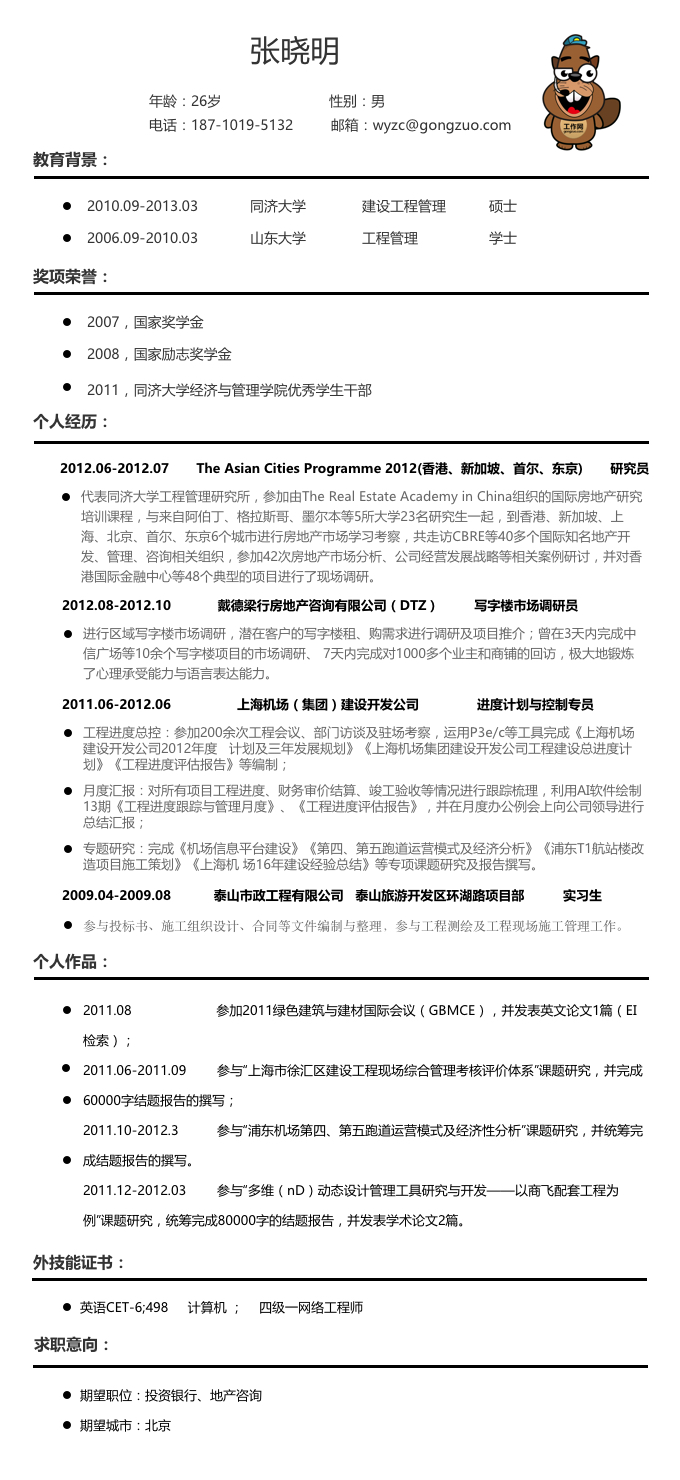 张晓明
年龄：26岁 性别：男
电话：187-1019-5132 邮箱：wyzc@gongzuo.com
工作网
教育背景：
● 2010.09-2013.03 同济大学 建设工程管理 硕士
● 2006.09-2010.03 山东大学 工程管理 学士
奖项荣誉：
● 2007，国家奖学金
● 2008，国家励志奖学金
● 2011，同济大学经济与管理学院优秀学生干部
个人经历：
2012.06-2012.07 The Asian Cities Programme 2012(香港、新加坡、首尔、东京) 研究员
● 代表同济大学工程管理研究所，参加由The Real Estate Academy in China组织的国际房地产研究
培训课程，与来自阿伯丁、格拉斯哥、墨尔本等5所大学23名研究生一起，到香港、新加坡、上
海、北京、首尔、东京6个城市进行房地产市场学习考察，共走访CBRE等40多个国际知名地产开
发、管理、咨询相关组织，参加42次房地产市场分析、公司经营发展战略等相关案例研讨，并对香
港国际金融中心等48个典型的项目进行了现场调研。
2012.08-2012.10 戴德梁行房地产咨询有限公司（DTZ） 写字楼市场调研员
● 进行区域写字楼市场调研，潜在客户的写字楼租、购需求进行调研及项目推介；曾在3天内完成中
信广场等10余个写字楼项目的市场调研、 7天内完成对1000多个业主和商铺的回访，极大地锻炼
了心理承受能力与语言表达能力。
2011.06-2012.06 上海机场（集团）建设开发公司 进度计划与控制专员
● 工程进度总控：参加200余次工程会议、部门访谈及驻场考察，运用P3e/c等工具完成《上海机场
建设开发公司2012年度 计划及三年发展规划》《上海机场集团建设开发公司工程建设总进度计
划》《工程进度评估报告》等编制；
● 月度汇报：对所有项目工程进度、财务审价结算、竣工验收等情况进行跟踪梳理，利用AI软件绘制
13期《工程进度跟踪与管理月度》、《工程进度评估报告》，并在月度办公例会上向公司领导进行
总结汇报；
● 专题研究：完成《机场信息平台建设》《第四、第五跑道运营模式及经济分析》《浦东T1航站楼改
造项目施工策划》《上海机 场16年建设经验总结》等专项课题研究及报告撰写。
2009.04-2009.08 泰山市政工程有限公司 泰山旅游开发区环湖路项目部 实习生
● 参与投标书、施工组织设计、合同等文件编制与整理，参与工程测绘及工程现场施工管理工作。
个人作品：
● 2011.08 参加2011绿色建筑与建材国际会议（GBMCE），并发表英文论文1篇（EI
检索）；
● 2011.06-2011.09 参与“上海市徐汇区建设工程现场综合管理考核评价体系”课题研究，并完成
● 60000字结题报告的撰写；
2011.10-2012.3 参与“浦东机场第四、第五跑道运营模式及经济性分析”课题研究，并统筹完
● 成结题报告的撰写。
2011.12-2012.03 参与“多维（nD）动态设计管理工具研究与开发——以商飞配套工程为
例”课题研究，统筹完成80000字的结题报告，并发表学术论文2篇。
外技能证书：
● 英语CET-6;498 计算机 ； 四级一网络工程师
求职意向：
● 期望职位：投资银行、地产咨询
● 期望城市：北京